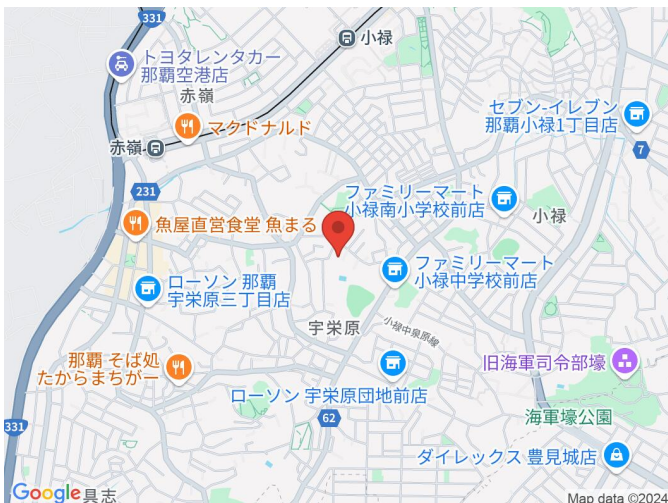 331
小禄
トヨタレンタカー
那覇空港店
赤嶺
マクドナルド
セブン-イレブン
那覇小禄1丁目店
赤嶺
7
231
ファミリーマート
小禄南小学校前店
小禄
魚屋直営食堂 魚まる
ファミリーマート
小禄中学校前店
ローソン 那覇
宇栄原三丁目店
宇栄原
小禄中泉原線
那覇 そば処
たからまちがー
旧海軍司令部壕
ローソン 宇栄原団地前店
海軍壕公園
62
331
ダイレックス 豊見城店
Google
具志
Map data ©2024